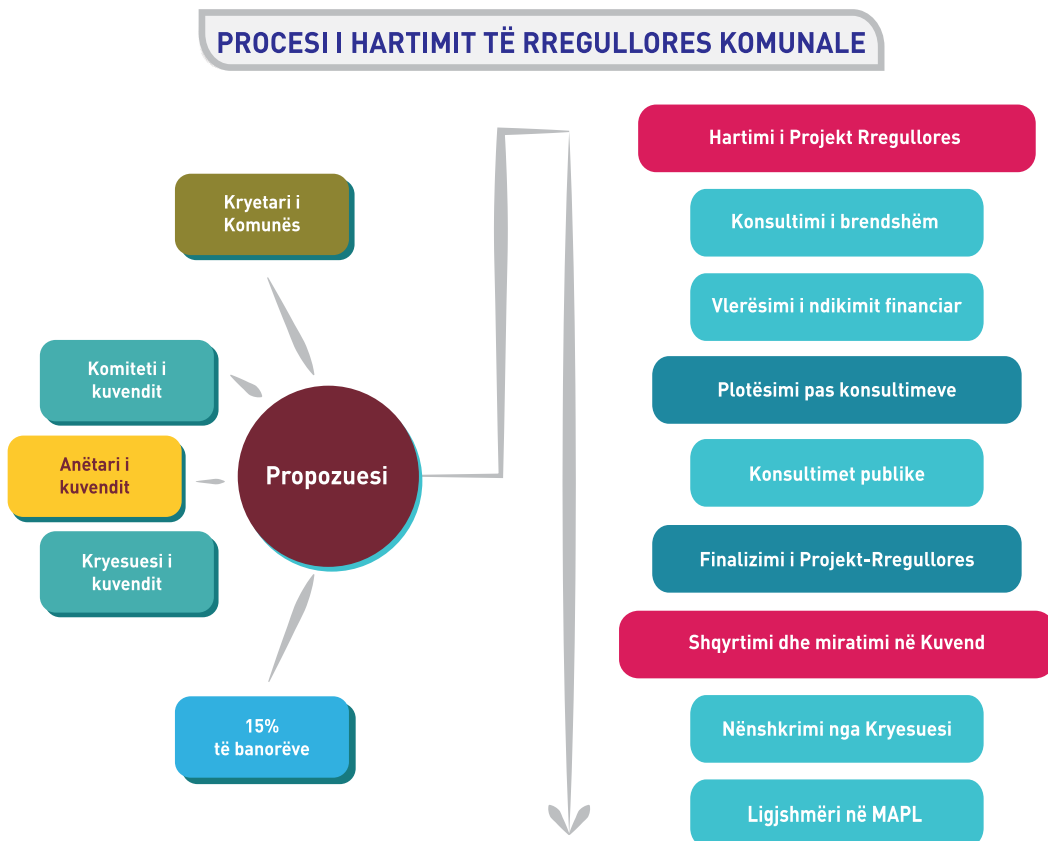 PROCESI I HARTIMIT TË RREGULLORES KOMUNALE
Kryetari i
Komunës
Komiteti i
kuvendit
Anëtari i
kuvendit
Kryesuesi i
kuvendit
15%
të banorëve
Propozuesi
Hartimi i Projekt Rregullores
Konsultimi i brendshëm
Vlerësimi i ndikimit financiar
Plotësimi pas konsultimeve
Konsultimet publike
Finalizimi i Projekt-Rregullores
Shqyrtimi dhe miratimi në Kuvend
Nënshkrimi nga Kryesuesi
Ligjshmëri në MAPL